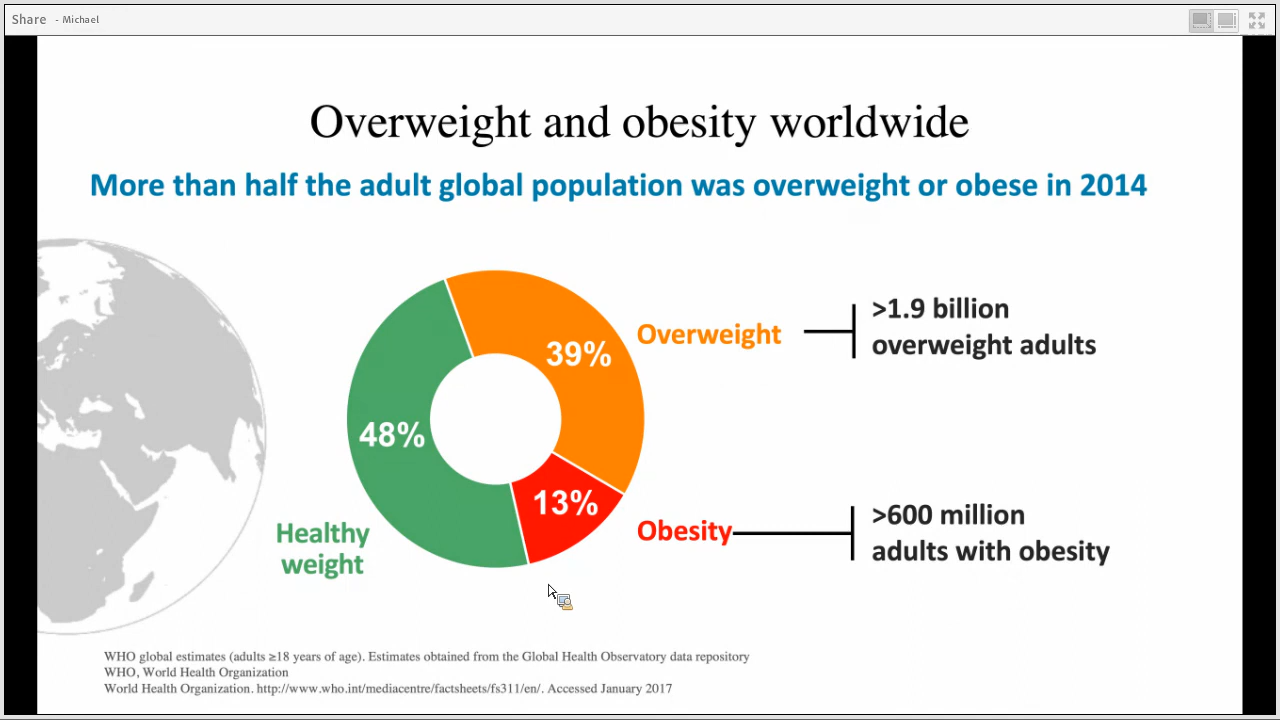 Share - Michael
Overweight and obesity worldwide
More than half the adult global population was overweight or obese in 2014
39%
Overweight
>1.9 billion
overweight adults
48%
13%
Obesity
>600 million
adults with obesity
Healthy
weight
WHO global estimates (adults ≥18 years of age). Estimates obtained from the Global Health Observatory data repository
WHO, World Health Organization
World Health Organization. http://www.who.int/mediacentre/factsheets/fs311/en/. Accessed January 2017